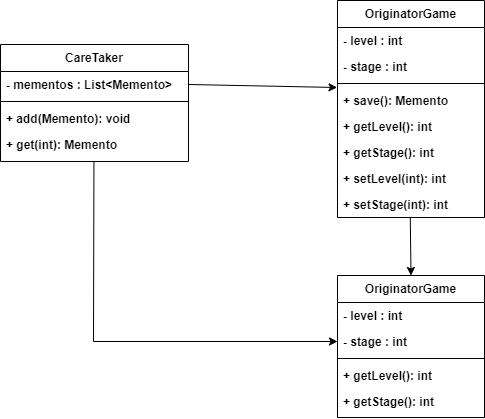 CareTaker
- mementos : List<Memento>
+ add(Memento): void
+ get(int): Memento
OriginatorGame
- level : int
- stage : int
+ save(): Memento
+ getLevel(): int
+ getStage(): int
+ setLevel(int): int
+ setStage(int): int
OriginatorGame
- level : int
- stage : int
+ getLevel(): int
+ getStage(): int